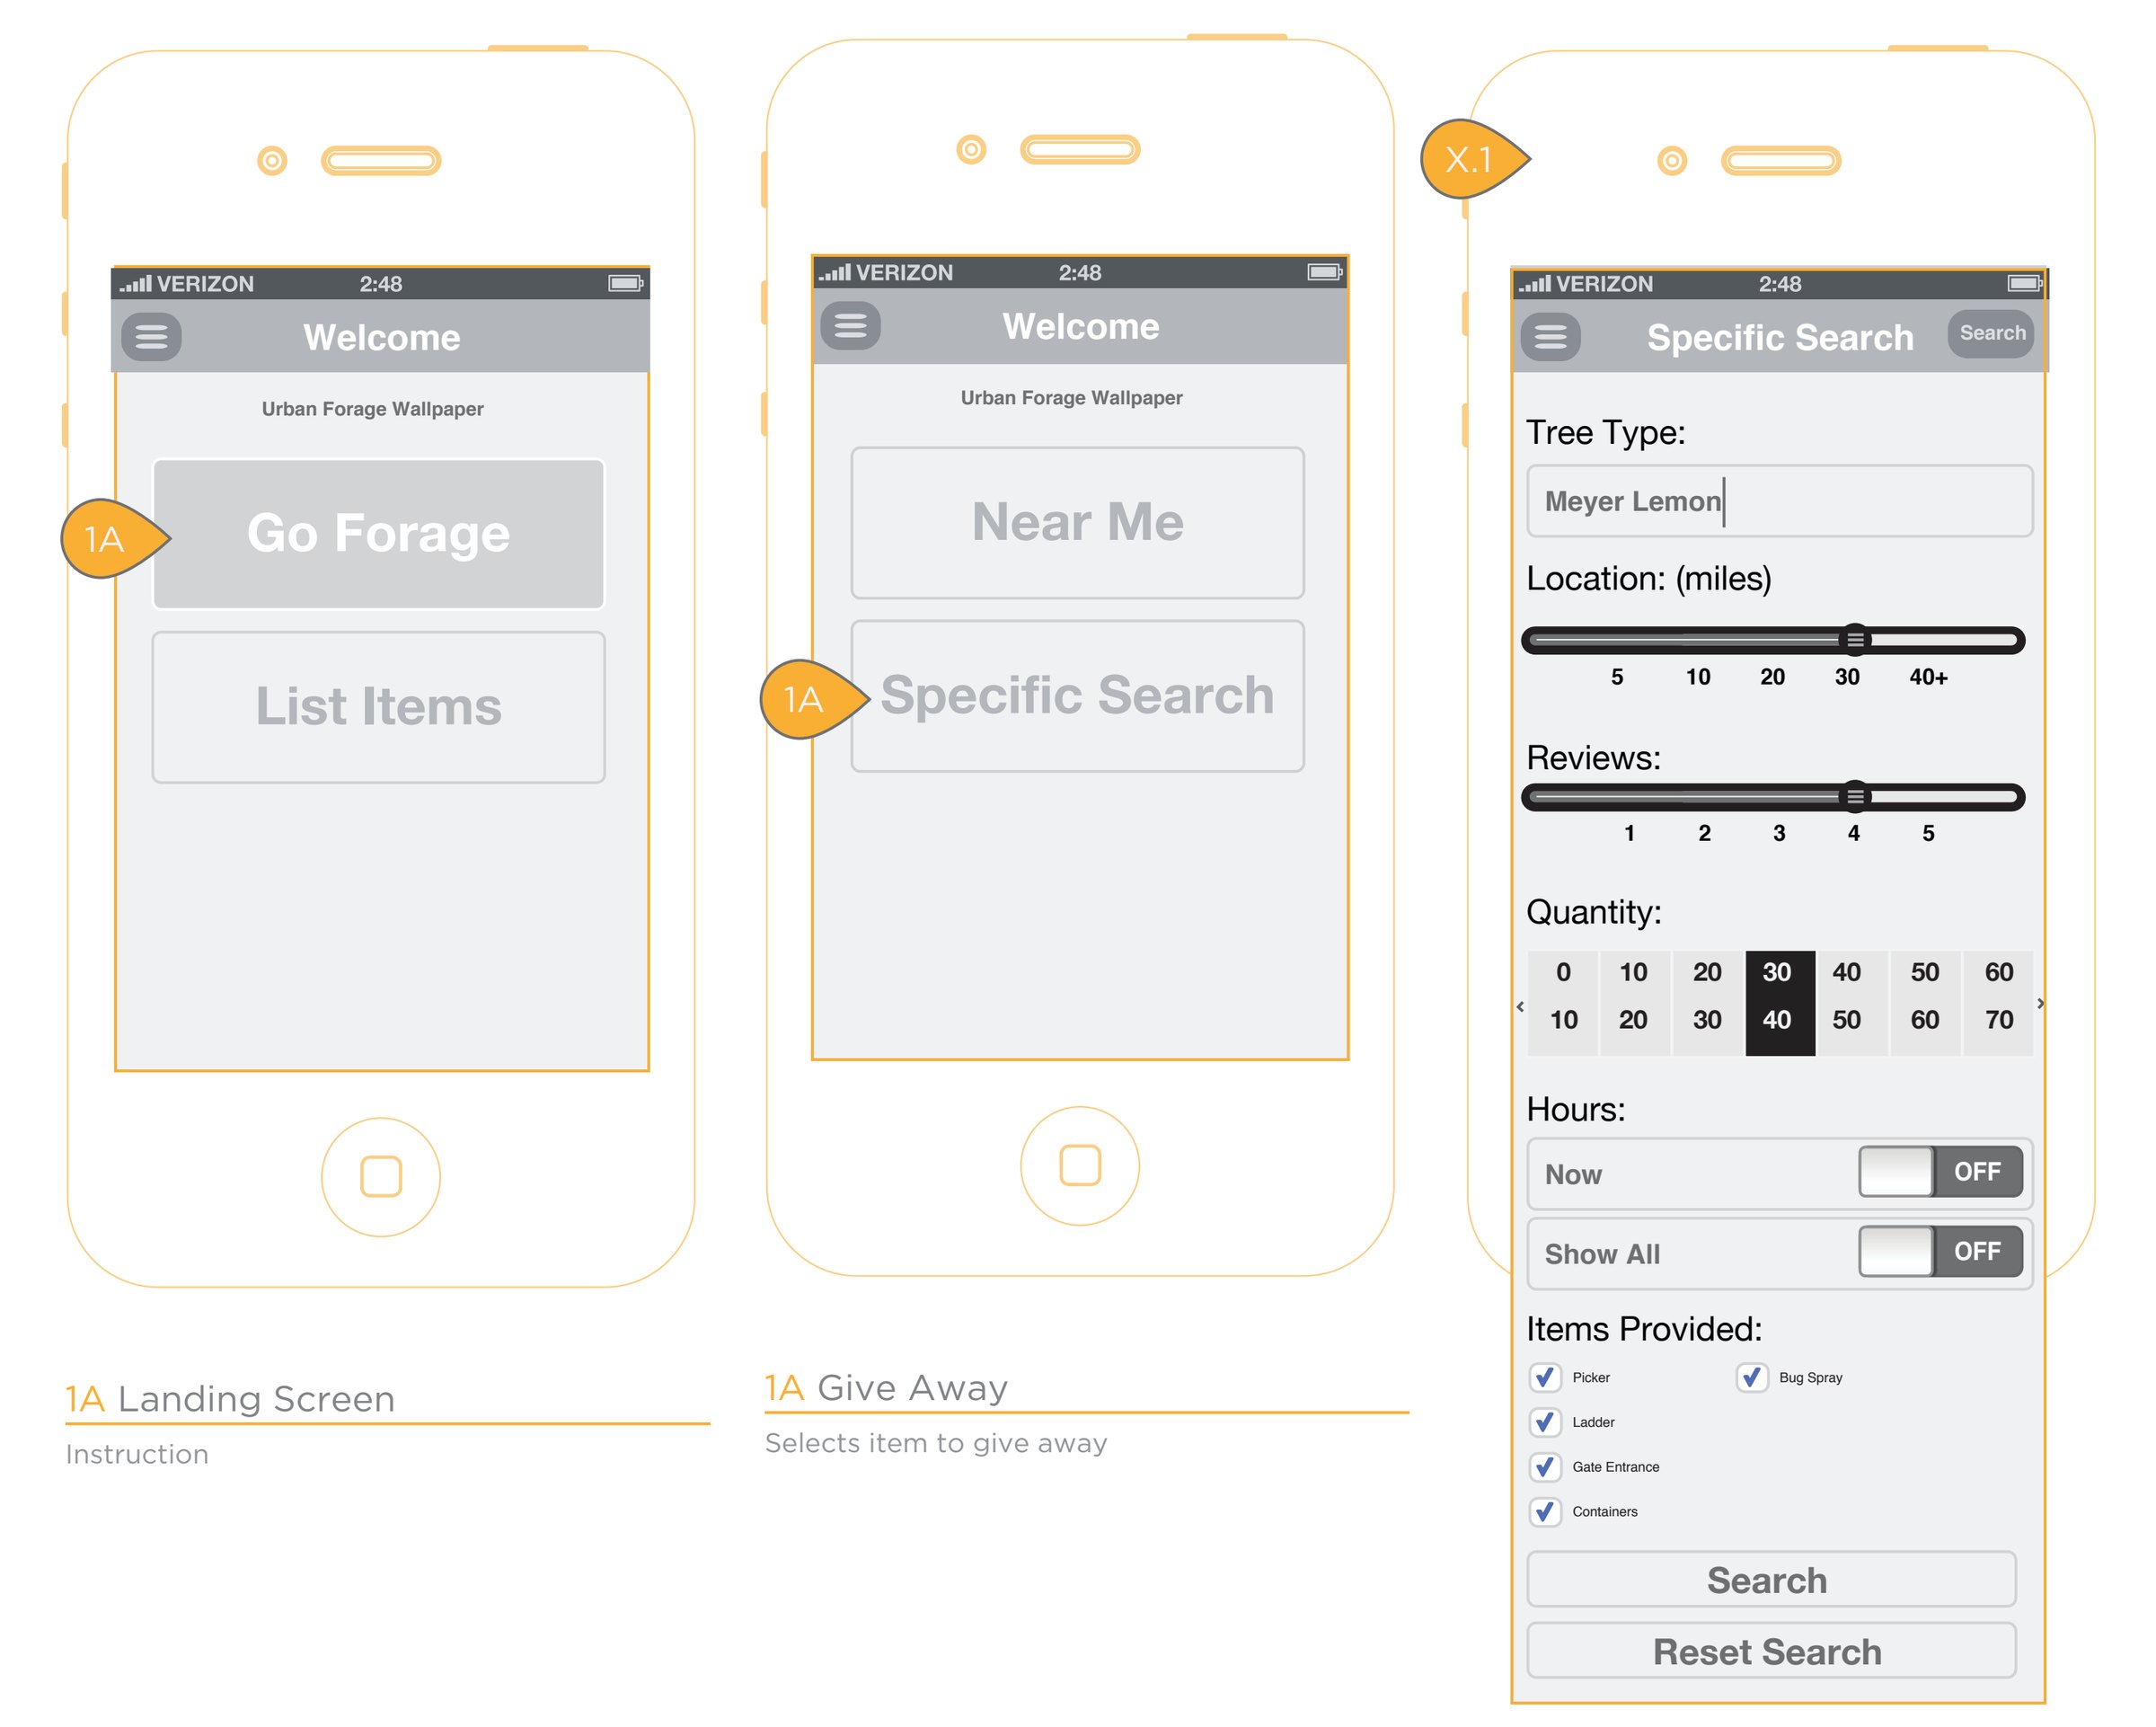 VERIZON 2:48
Welcome
Urban Forage Wallpaper
1A
Go Forage
List Items
1A Landing Screen
Instruction
VERIZON 2:48
Welcome
Urban Forage Wallpaper
Near Me
1A
Specific Search
1A Give Away
Selects item to give away
X.1
VERIZON 2:48
Specific Search Search
Tree Type:
Meyer Lemon
Location: (miles)
5 10 20 30 40+
Reviews:
1 2 3 4 5
Quantity:
0 10 20 30 40 50 60
10 20 30 40 50 60 70
Hours:
Now OFF
Show All OFF
Items Provided:
Picker Bug Spray
Ladder
Gate Entrance
Containers
Search
Reset Search